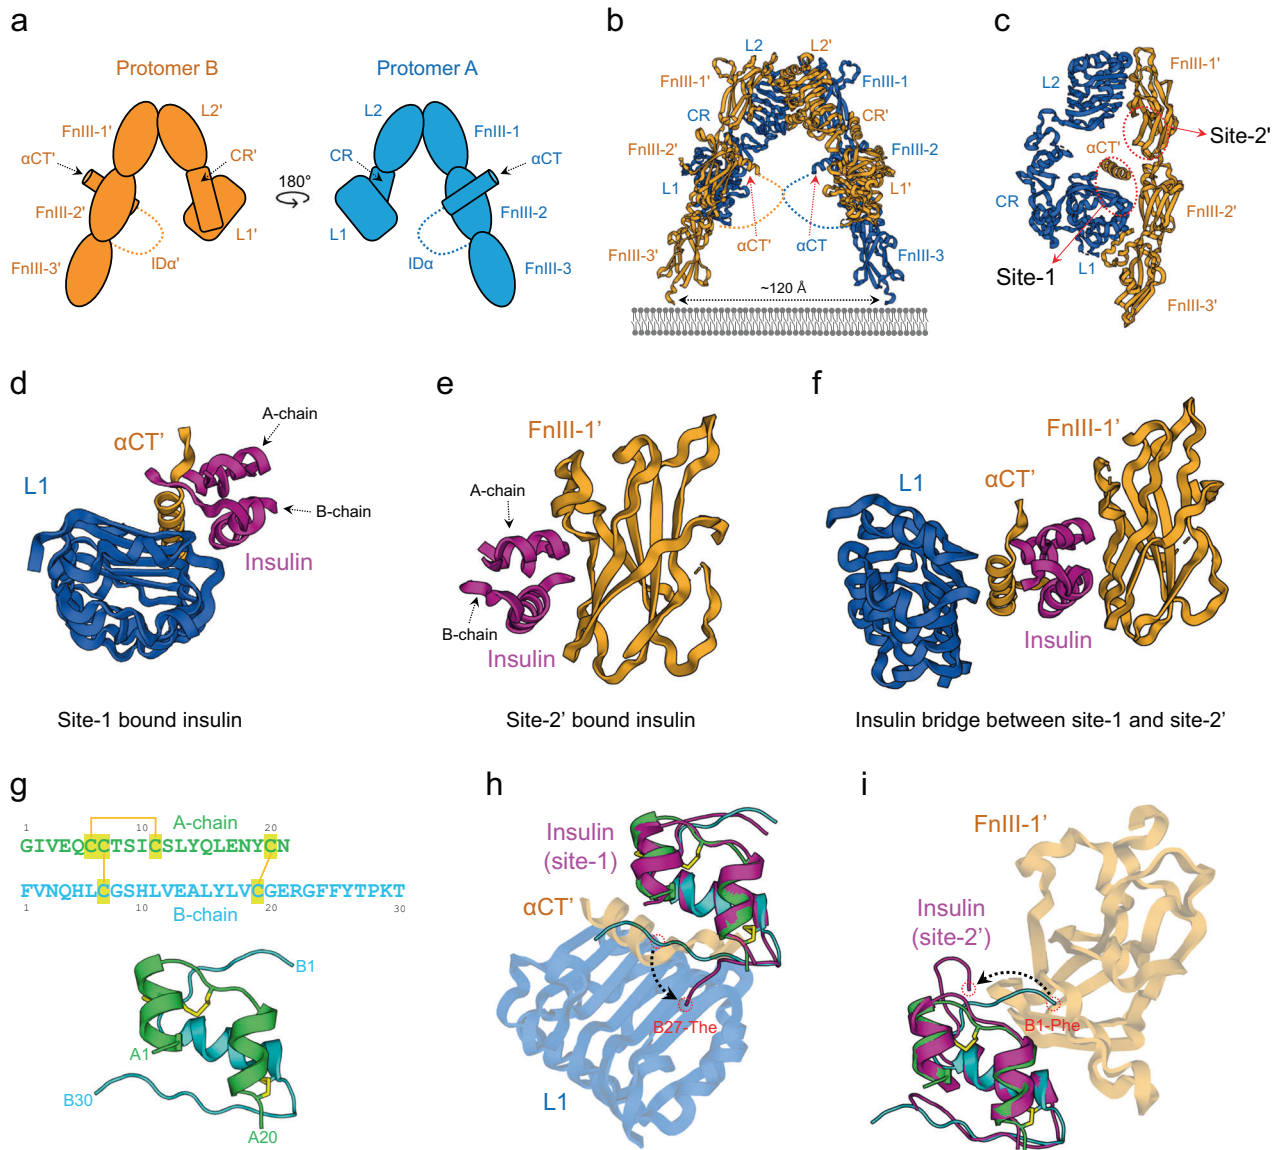 a
Protomer B
Protomer A
L2'
FnIII-1'
αCT'
CR'
FnIII-2'
L1'
FnIII-3'
IDα'
180°
L2
FnIII-1
CR
αCT
L1
FnIII-2
IDα
FnIII-3
b
L2
L2'
FnIII-1'
FnIII-1
CR
CR'
FnIII-2'
FnIII-2
L1
L1'
αCT'
αCT
FnIII-3'
FnIII-3
~120 Å
c
FnIII-1'
L2
Site-2'
αCT'
CR
FnIII-2'
L1
Site-1
FnIII-3'
d
A-chain
αCT'
L1
B-chain
Insulin
Site-1 bound insulin
e
FnIII-1'
A-chain
B-chain
Insulin
Site-2' bound insulin
f
FnIII-1'
L1
αCT'
Insulin
Insulin bridge between site-1 and site-2'
g
1 10 20
A-chain
GIVEQCCTSICSLYQLENYCN
FVNQHLCGSHLVEALYLVCGERGFFYTPKT
1 10 20 30
B-chain
B1
A1
B30
A20
h
Insulin
(site-1)
αCT'
B27-The
L1
i
FnIII-1'
Insulin
(site-2')
B1-Phe